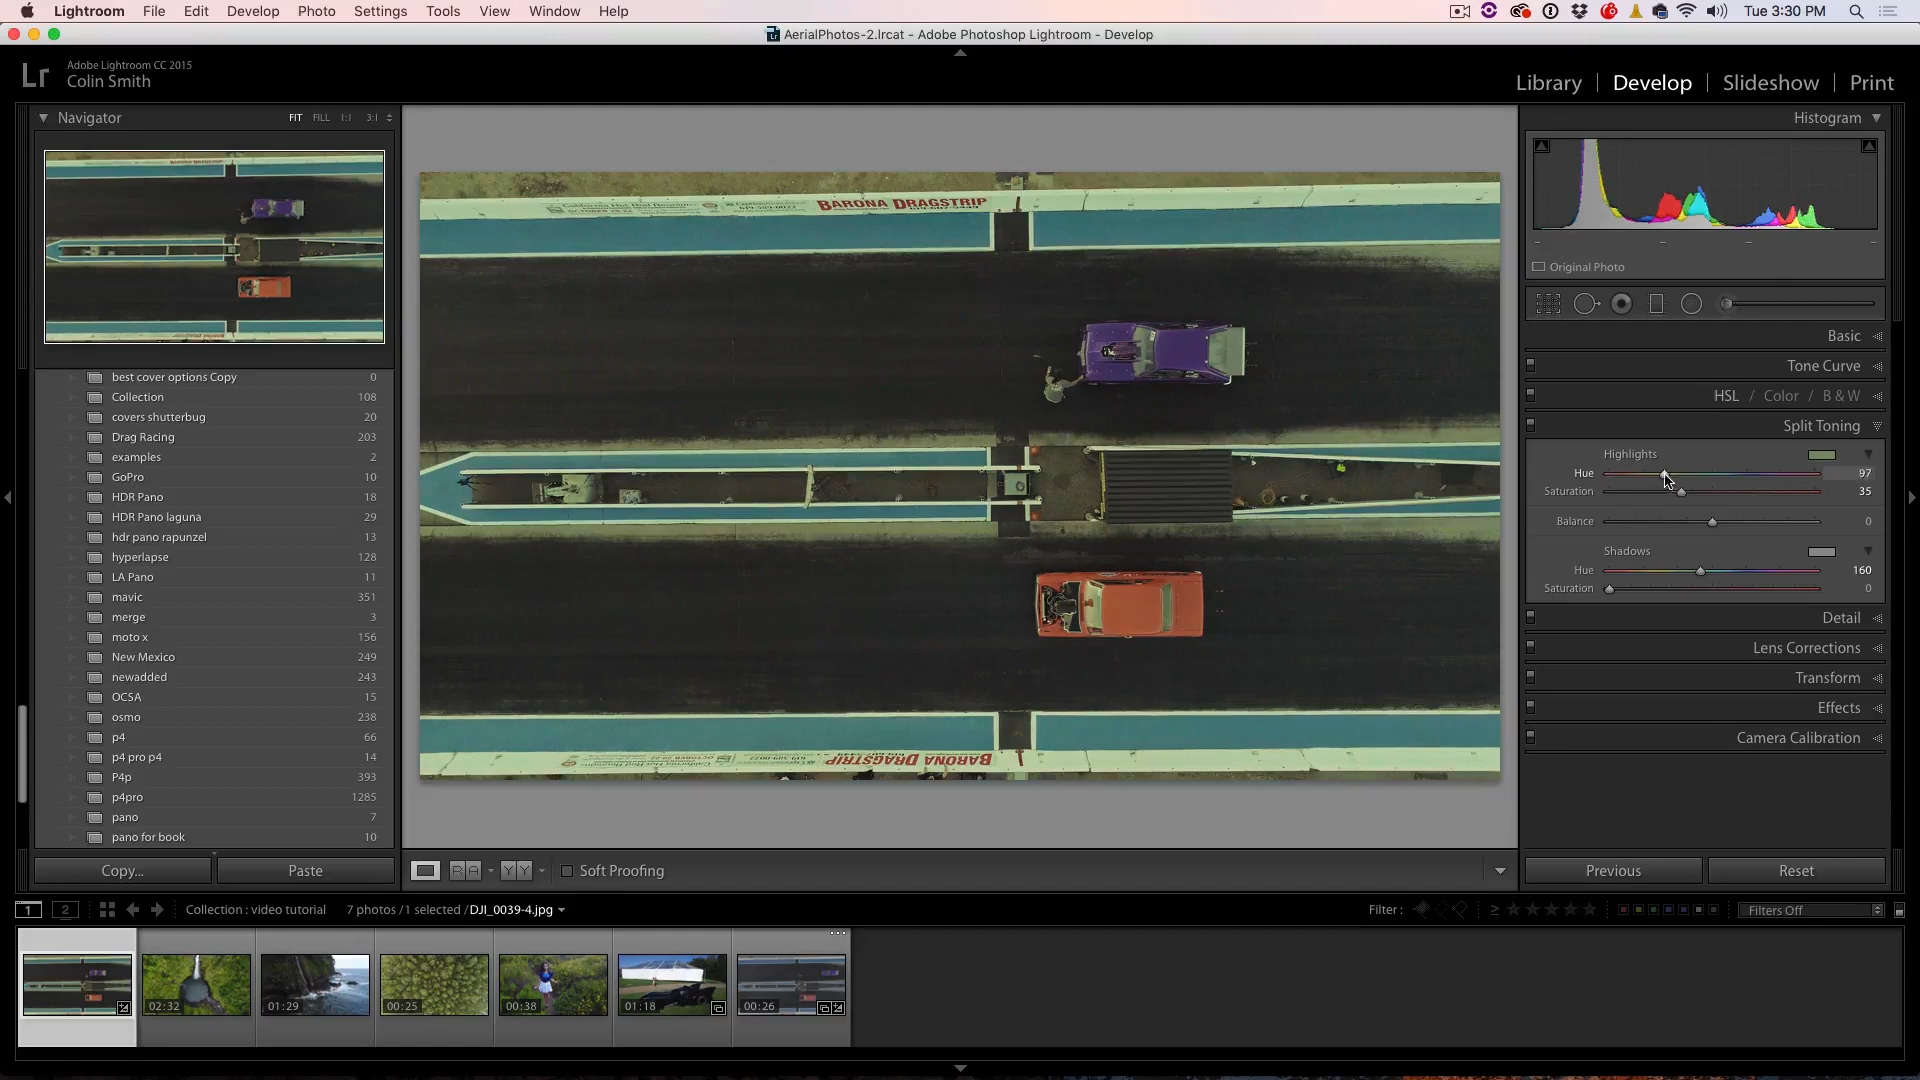 Lightroom File Edit Develop Photo Settings Tools View Window Help Tue 3:30 PM
AerialPhotos-2.lrcat - Adobe Photoshop Lightroom - Develop
Lr Adobe Lightroom CC 2015
Colin Smith
Library Develop Slideshow Print
Navigator FIT FILL 1:1 3:1
best cover options Copy 0
Collection 108
covers shutterbug 20
Drag Racing 203
examples 2
GoPro 10
HDR Pano 18
HDR Pano laguna 29
hdr pano rapunzel 13
hyperlapse 128
LA Pano 11
mavic 351
merge 3
moto x 156
New Mexico 249
newadded 243
OCSA 15
osmo 238
p4 66
p4 pro p4 14
P4p 393
p4pro 1285
pano 7
pano for book 10
Copy... Paste
BARONA DRAGSTRIP
619-589-0022
BARONA DRAGSTRIP
Histogram
Original Photo
Basic
Tone Curve
HSL / Color / B & W
Split Toning
Highlights
Hue 97
Saturation 35
Balance 0
Shadows
Hue 160
Saturation 0
Detail
Lens Corrections
Transform
Effects
Camera Calibration
R A Y Y Soft Proofing
Previous Reset
1 2 Collection : video tutorial 7 photos / 1 selected / DJI_0039-4.jpg Filter : ≥ Filters Off
02:32 01:29 00:25 00:38 01:18 00:26